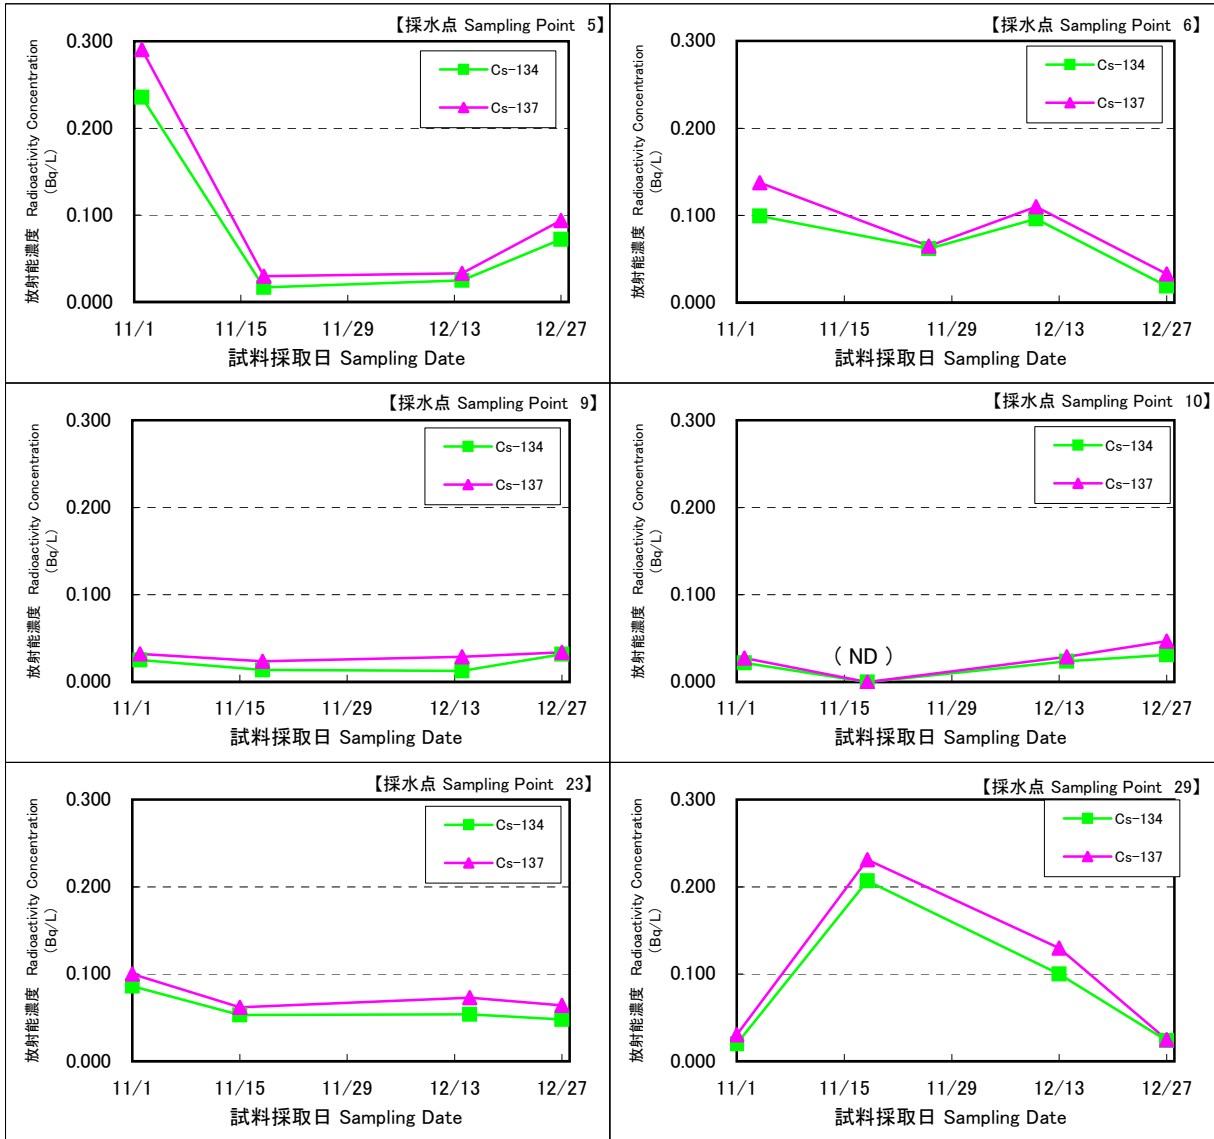 【採水点 Sampling Point 5】
0.300
0.200
0.100
0.000
放射能濃度 Radioactivity Concentration
(Bq/L)
Cs-134
Cs-137
11/1 11/15 11/29 12/13 12/27
試料採取日 Sampling Date
【採水点 Sampling Point 6】
0.300
0.200
0.100
0.000
放射能濃度 Radioactivity Concentration
(Bq/L)
Cs-134
Cs-137
11/1 11/15 11/29 12/13 12/27
試料採取日 Sampling Date
【採水点 Sampling Point 9】
0.300
0.200
0.100
0.000
放射能濃度 Radioactivity Concentration
(Bq/L)
Cs-134
Cs-137
11/1 11/15 11/29 12/13 12/27
試料採取日 Sampling Date
【採水点 Sampling Point 10】
0.300
0.200
0.100
0.000
放射能濃度 Radioactivity Concentration
(Bq/L)
Cs-134
Cs-137
( ND )
11/1 11/15 11/29 12/13 12/27
試料採取日 Sampling Date
【採水点 Sampling Point 23】
0.300
0.200
0.100
0.000
放射能濃度 Radioactivity Concentration
(Bq/L)
Cs-134
Cs-137
11/1 11/15 11/29 12/13 12/27
試料採取日 Sampling Date
【採水点 Sampling Point 29】
0.300
0.200
0.100
0.000
放射能濃度 Radioactivity Concentration
(Bq/L)
Cs-134
Cs-137
11/1 11/15 11/29 12/13 12/27
試料採取日 Sampling Date